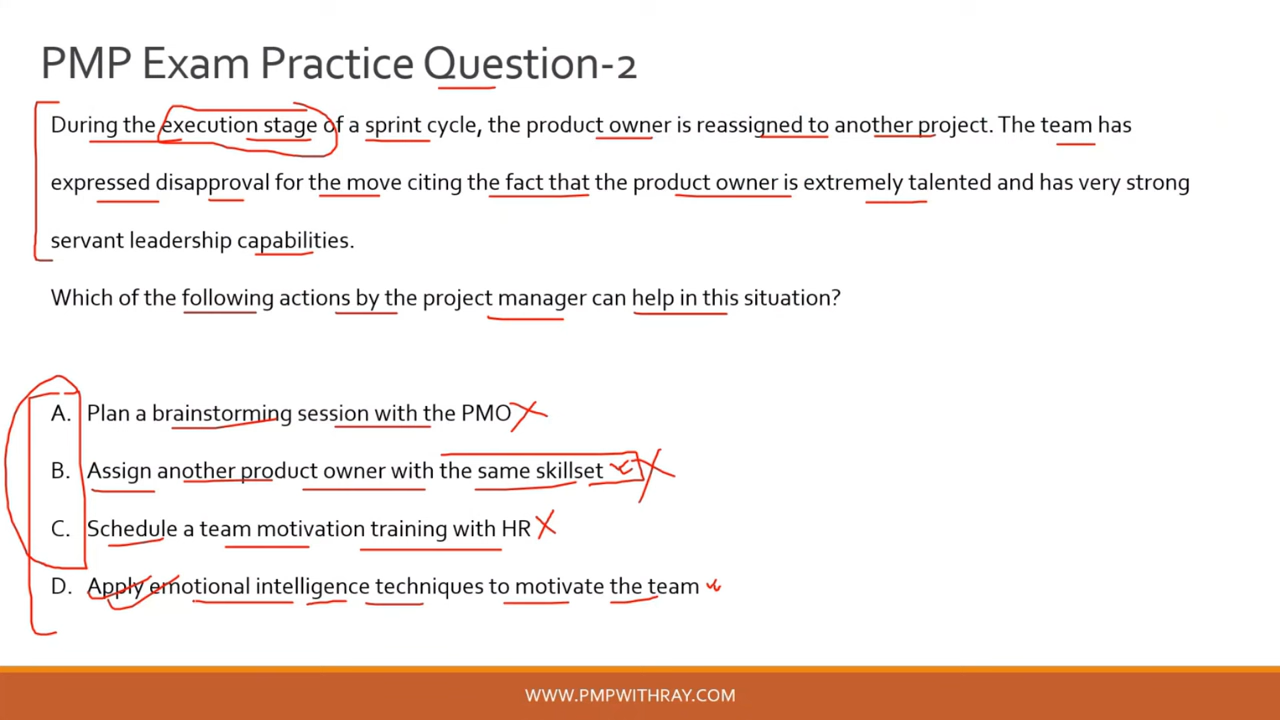 PMP Exam Practice Question-2
During the execution stage of a sprint cycle, the product owner is reassigned to another project. The team has
expressed disapproval for the move citing the fact that the product owner is extremely talented and has very strong
servant leadership capabilities.
Which of the following actions by the project manager can help in this situation?
A. Plan a brainstorming session with the PMO
B. Assign another product owner with the same skillset
C. Schedule a team motivation training with HR
D. Apply emotional intelligence techniques to motivate the team
WWW.PMPWITHRAY.COM